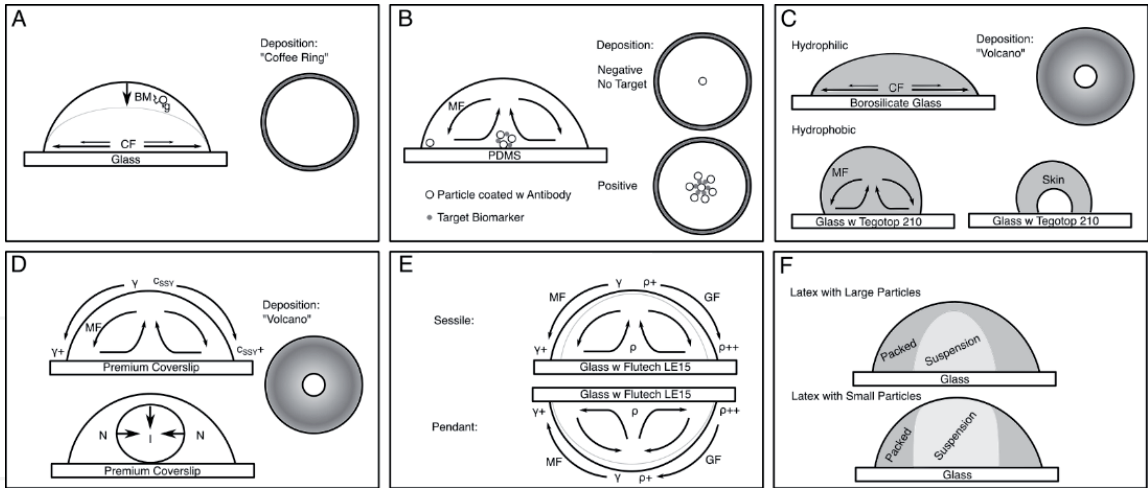 A
Deposition:
"Coffee Ring"
BM
g
CF
Glass
B
Deposition:
Negative
No Target
MF
PDMS
Particle coated w Antibody
Target Biomarker
Positive
C
Hydrophilic
Deposition:
"Volcano"
CF
Borosilicate Glass
Hydrophobic
MF
Skin
Glass w Tegotop 210
Glass w Tegotop 210
D
γ
cSSY
Deposition:
"Volcano"
MF
γ+
cSSY+
Premium Coverslip
N
I
N
Premium Coverslip
E
γ
ρ+
MF
GF
Sessile:
γ+
ρ
ρ++
Glass w Flutech LE15
Glass w Flutech LE15
γ+
ρ
ρ++
Pendant:
MF
GF
γ
ρ+
F
Latex with Large Particles
Packed
Suspension
Glass
Latex with Small Particles
Packed
Suspension
Glass